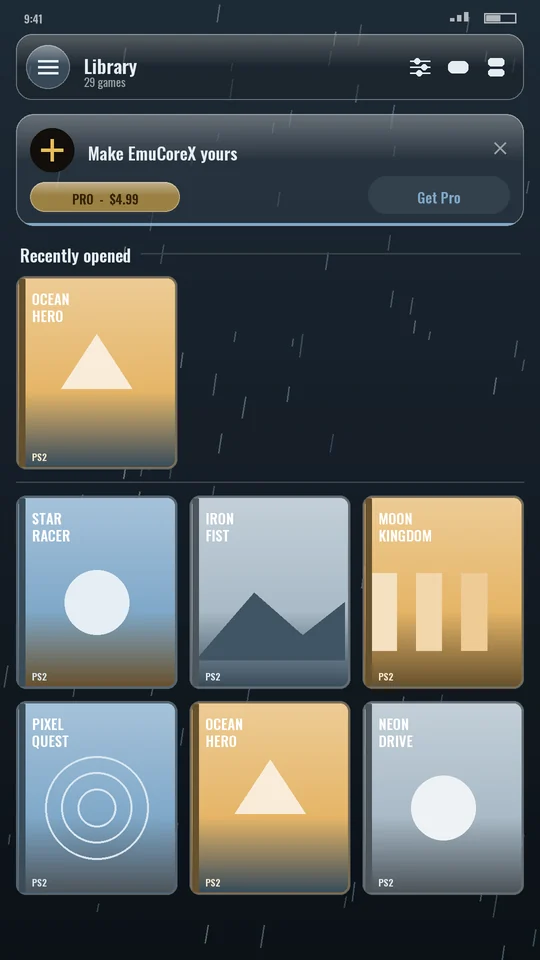 9:41
Library
29 games
Make EmuCoreX yours
PRO - $4.99
Get Pro
Recently opened
OCEAN
HERO
PS2
STAR
RACER
PS2
IRON
FIST
PS2
MOON
KINGDOM
PS2
PIXEL
QUEST
PS2
OCEAN
HERO
PS2
NEON
DRIVE
PS2